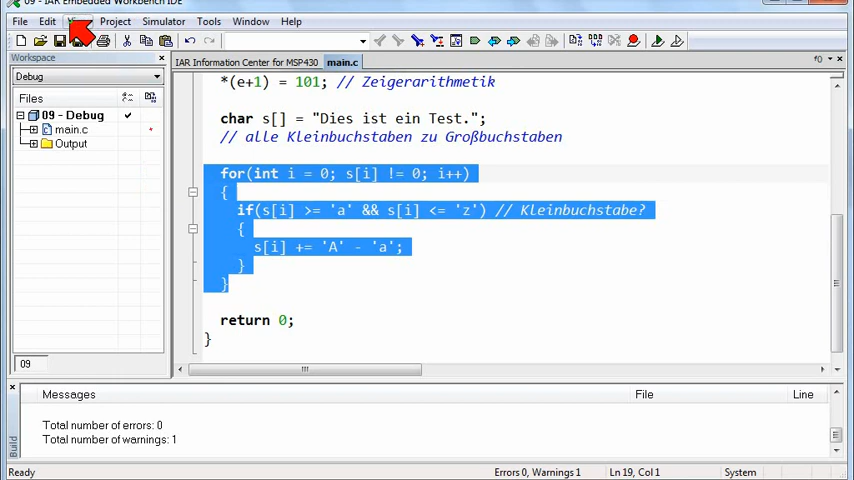 09 - IAR Embedded Workbench IDE
File Edit Project Simulator Tools Window Help
Workspace
IAR Information Center for MSP430 main.c f()
Debug
Files
09 - Debug
main.c
Output
09
*(e+1) = 101; // Zeigerarithmetik
char s[] = "Dies ist ein Test.";
// alle Kleinbuchstaben zu Großbuchstaben
for(int i = 0; s[i] != 0; i++)
{
if(s[i] >= 'a' && s[i] <= 'z') // Kleinbuchstabe?
{
s[i] += 'A' - 'a';
}
}
return 0;
}
Messages File Line
Total number of errors: 0
Total number of warnings: 1
Build
Ready Errors 0, Warnings 1 Ln 19, Col 1 System